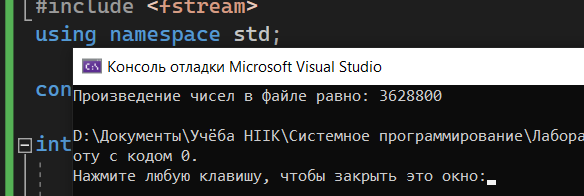 #include <fstream>
using namespace std;
Консоль отладки Microsoft Visual Studio
con
Произведение чисел в файле равно: 3628800
int
D:\Документы\Учёба НІІК\Системное программирование\Лабора
оту с кодом 0.
Нажмите любую клавишу, чтобы закрыть это окно: